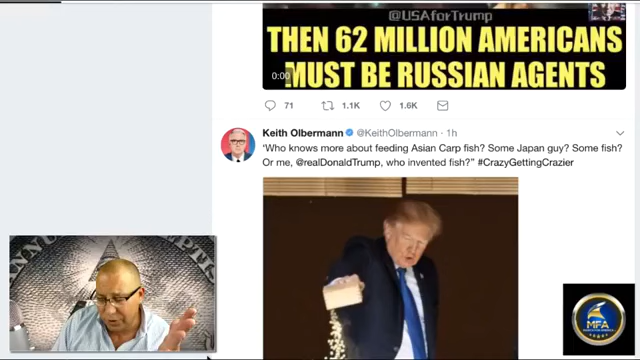 @USAforTrump
THEN 62 MILLION AMERICANS
MUST BE RUSSIAN AGENTS
0:00
71 1.1K 1.6K
Keith Olbermann @KeithOlbermann · 1h
'Who knows more about feeding Asian Carp fish? Some Japan guy? Some fish?
Or me, @realDonaldTrump, who invented fish?" #CrazyGettingCrazier
ANNU
EPTIS
MFA